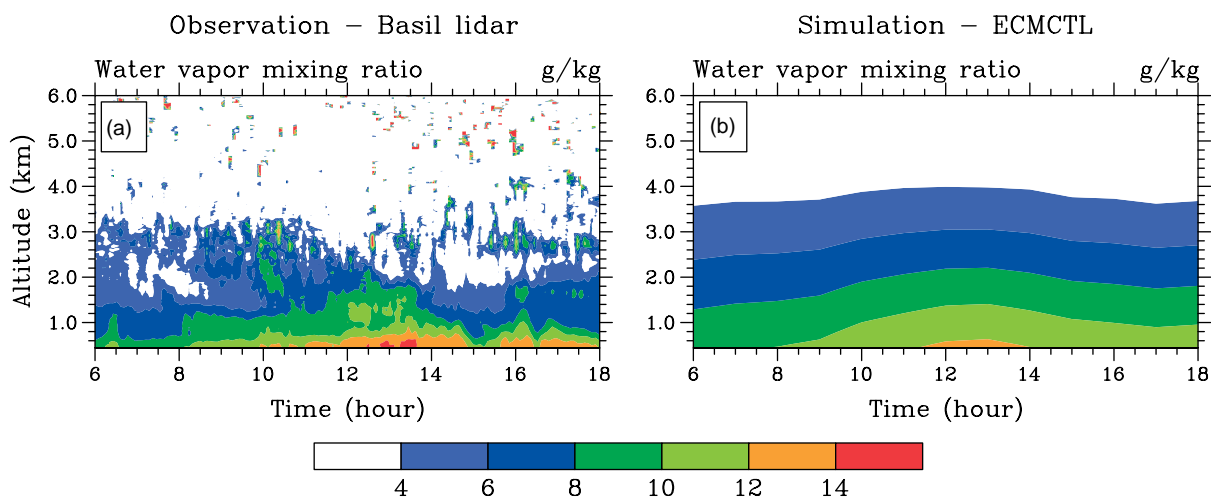 Observation – Basil lidar
Simulation – ECMCTL
Water vapor mixing ratio g/kg
Water vapor mixing ratio g/kg
(a)
(b)
6.0
5.0
4.0
3.0
2.0
1.0
Altitude (km)
6.0
5.0
4.0
3.0
2.0
1.0
6 8 10 12 14 16 18
6 8 10 12 14 16 18
Time (hour)
Time (hour)
4 6 8 10 12 14